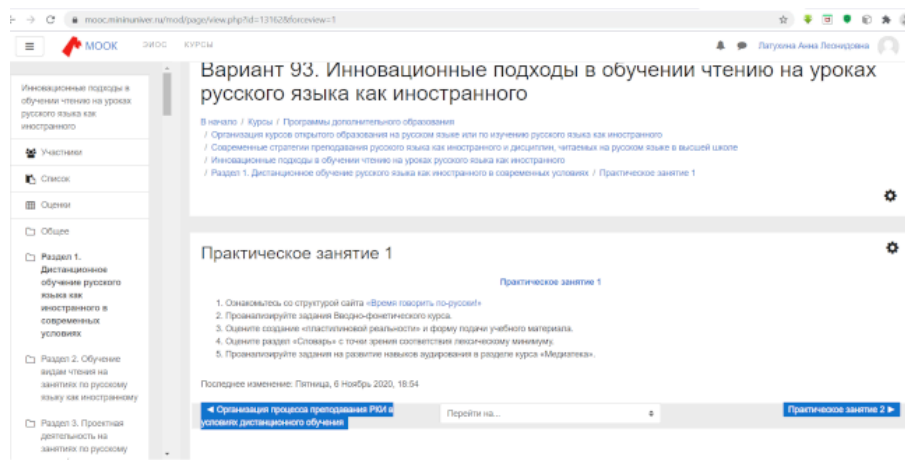 mooc.mininuniver.ru/mod/page/view.php?id=13162&forceview=1
МООК ЭИОС КУРСЫ Латухина Анна Леонидовна
Инновационные подходы в
обучении чтению на уроках
русского языка как
иностранного
Участники
Список
Оценки
Общее
Раздел 1.
Дистанционное
обучение русского
языка как
иностранного в
современных
условиях
Раздел 2. Обучение
видам чтения на
занятиях по русскому
языку как иностранному
Раздел 3. Проектная
деятельность на
занятиях по русскому
Вариант 93. Инновационные подходы в обучении чтению на уроках
русского языка как иностранного
В начало / Курсы / Программы дополнительного образования
/ Организация курсов открытого образования на русском языке или по изучению русского языка как иностранного
/ Современные стратегии преподавания русского языка как иностранного и дисциплин, читаемых на русском языке в высшей школе
/ Инновационные подходы в обучении чтению на уроках русского языка как иностранного
/ Раздел 1. Дистанционное обучение русского языка как иностранного в современных условиях / Практическое занятие 1
Практическое занятие 1
Практическое занятие 1
1. Ознакомьтесь со структурой сайта «Время говорить по-русски!»
2. Проанализируйте задания Вводно-фонетического курса.
3. Оцените создание «пластилиновой реальности» и форму подачи учебного материала.
4. Оцените раздел «Словарь» с точки зрения соответствия лексическому минимуму.
5. Проанализируйте задания на развитие навыков аудирования в разделе курса «Медиатека».
Последнее изменение: Пятница, 6 Ноябрь 2020, 18:54
◄ Организация процесса преподавания РКИ в
условиях дистанционного обучения
Перейти на...
Практическое занятие 2 ►